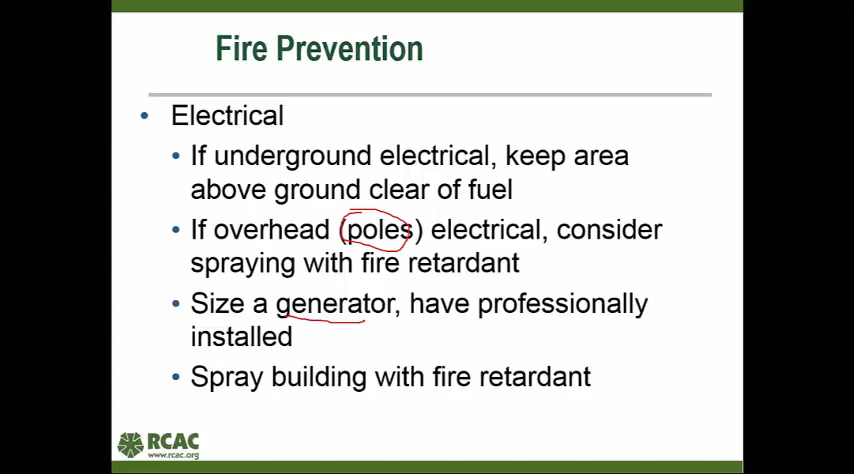 Fire Prevention
• Electrical
• If underground electrical, keep area
above ground clear of fuel
• If overhead (poles) electrical, consider
spraying with fire retardant
• Size a generator, have professionally
installed
• Spray building with fire retardant
RCAC
www.rcac.org